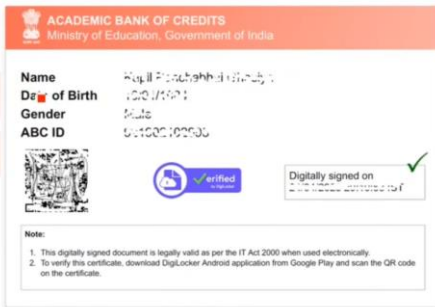 ACADEMIC BANK OF CREDITS
Ministry of Education, Government of India
Name
Date of Birth
Gender
ABC ID
Verified
by DigiLocker
Digitally signed on
Note:
1. This digitally signed document is legally valid as per the IT Act 2000 when used electronically.
2. To verify this certificate, download DigiLocker Android application from Google Play and scan the QR code
on the certificate.